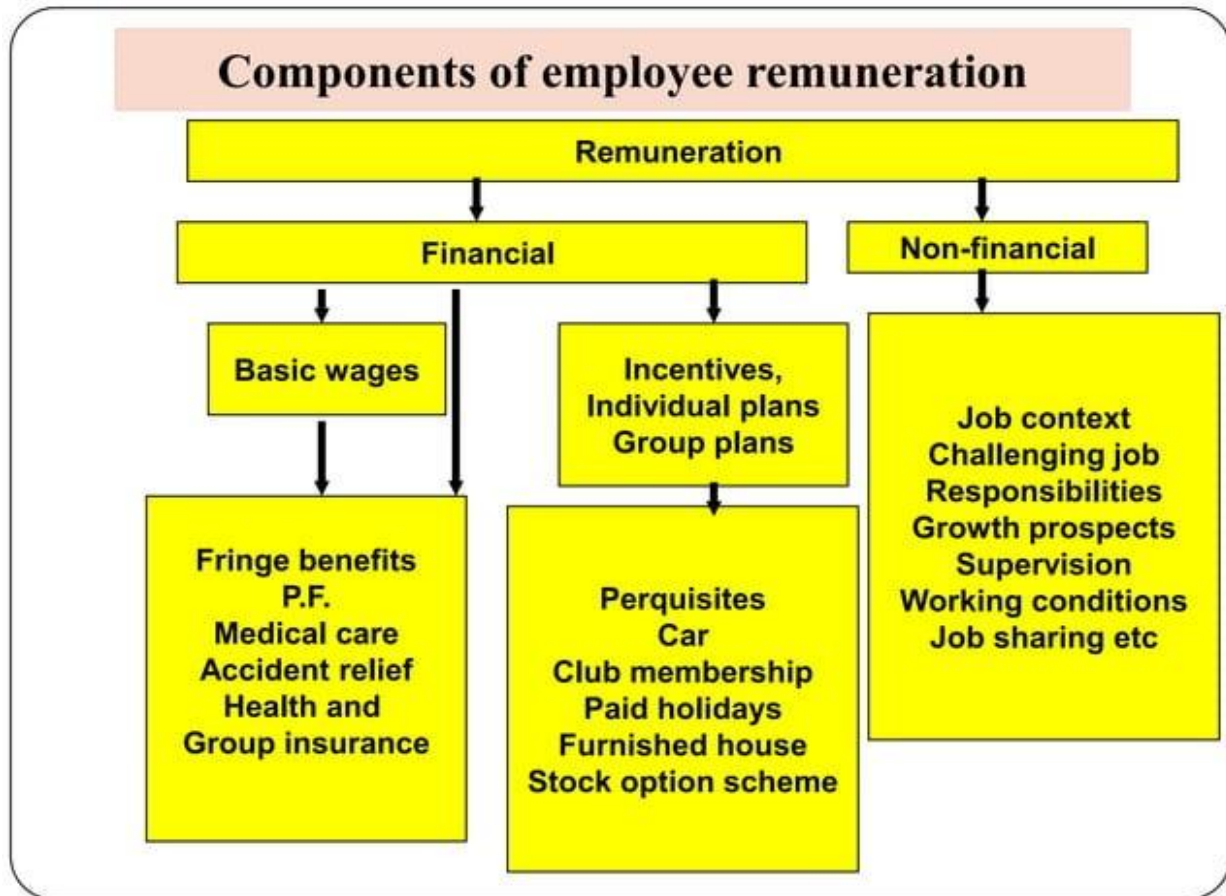 Components of employee remuneration
Remuneration
Financial
Non-financial
Basic wages
Incentives,
Individual plans
Group plans
Job context
Challenging job
Responsibilities
Growth prospects
Supervision
Working conditions
Job sharing etc
Fringe benefits
P.F.
Medical care
Accident relief
Health and
Group insurance
Perquisites
Car
Club membership
Paid holidays
Furnished house
Stock option scheme